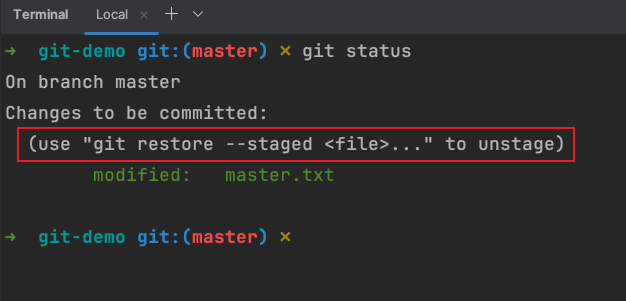 Terminal Local × + ⌄
→ git-demo git:(master) × git status
On branch master
Changes to be committed:
(use "git restore --staged <file>..." to unstage)
modified: master.txt
→ git-demo git:(master) ×